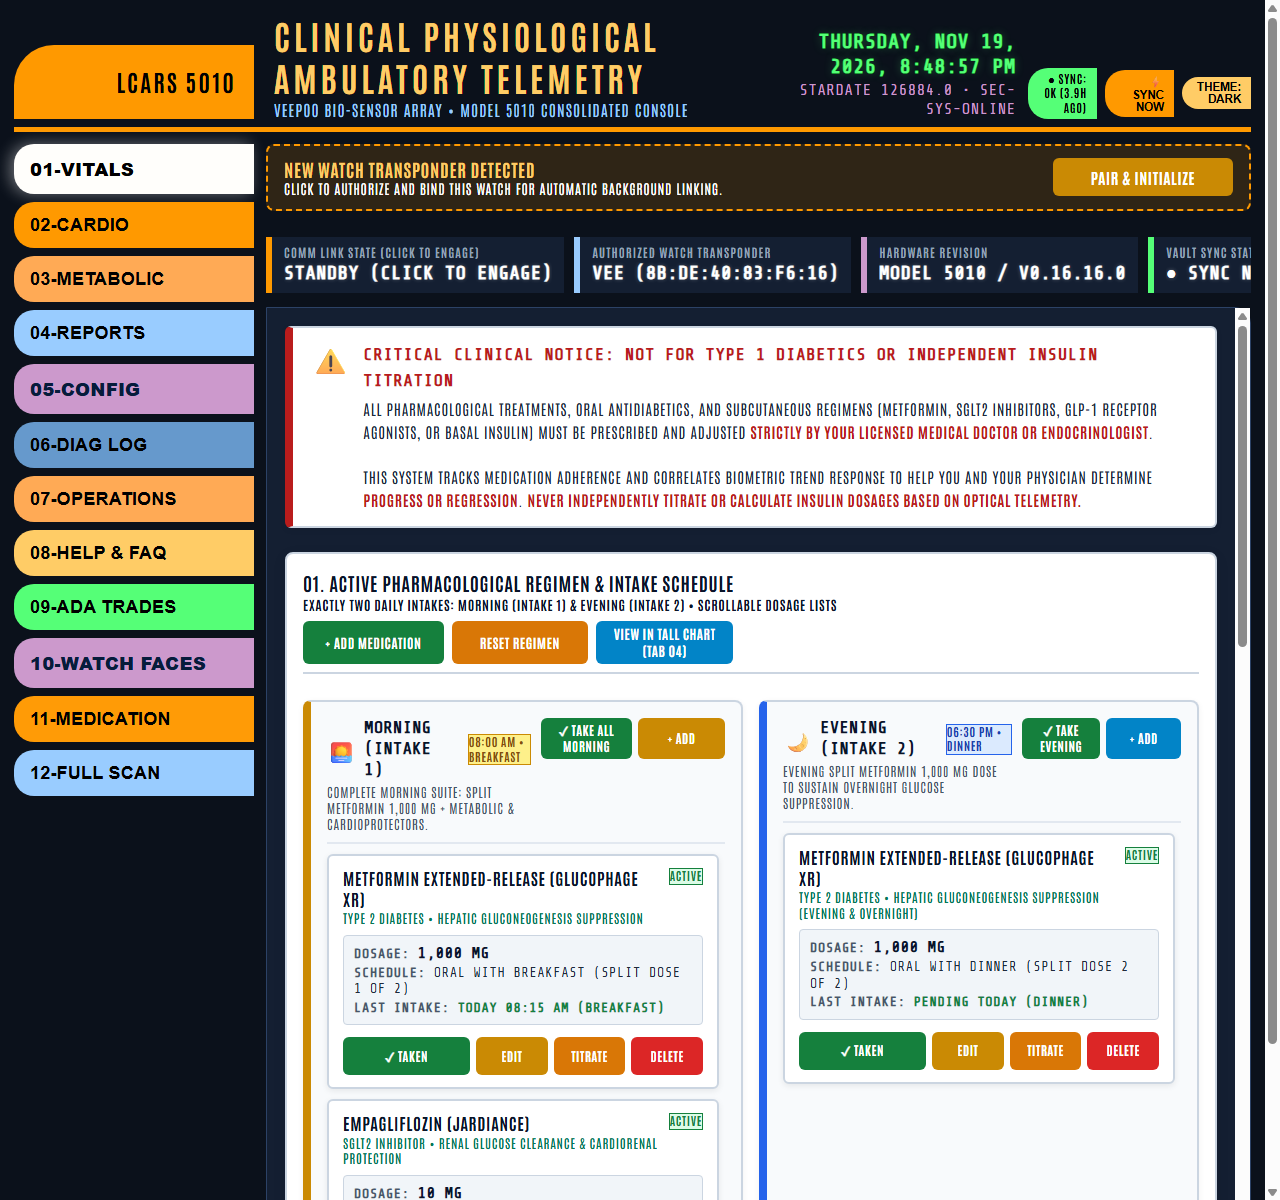 LCARS 5010
CLINICAL PHYSIOLOGICAL
AMBULATORY TELEMETRY
VEEPOO BIO-SENSOR ARRAY • MODEL 5010 CONSOLIDATED CONSOLE
THURSDAY, NOV 19,
2026, 8:48:57 PM
STARDATE 126884.0 · SEC-
SYS-ONLINE
● SYNC:
OK (3.9H
AGO)
SYNC
NOW
THEME:
DARK
01-VITALS
02-CARDIO
03-METABOLIC
04-REPORTS
05-CONFIG
06-DIAG LOG
07-OPERATIONS
08-HELP & FAQ
09-ADA TRADES
10-WATCH FACES
11-MEDICATION
12-FULL SCAN
NEW WATCH TRANSPONDER DETECTED
CLICK TO AUTHORIZE AND BIND THIS WATCH FOR AUTOMATIC BACKGROUND LINKING.
PAIR & INITIALIZE
COMM LINK STATE (CLICK TO ENGAGE)
STANDBY (CLICK TO ENGAGE)
AUTHORIZED WATCH TRANSPONDER
VEE (8B:DE:40:83:F6:16)
HARDWARE REVISION
MODEL 5010 / V0.16.16.0
VAULT SYNC STAT
● SYNC N
CRITICAL CLINICAL NOTICE: NOT FOR TYPE 1 DIABETICS OR INDEPENDENT INSULIN
TITRATION
ALL PHARMACOLOGICAL TREATMENTS, ORAL ANTIDIABETICS, AND SUBCUTANEOUS REGIMENS (METFORMIN, SGLT2 INHIBITORS, GLP-1 RECEPTOR
AGONISTS, OR BASAL INSULIN) MUST BE PRESCRIBED AND ADJUSTED STRICTLY BY YOUR LICENSED MEDICAL DOCTOR OR ENDOCRINOLOGIST.
THIS SYSTEM TRACKS MEDICATION ADHERENCE AND CORRELATES BIOMETRIC TREND RESPONSE TO HELP YOU AND YOUR PHYSICIAN DETERMINE
PROGRESS OR REGRESSION. NEVER INDEPENDENTLY TITRATE OR CALCULATE INSULIN DOSAGES BASED ON OPTICAL TELEMETRY.
01. ACTIVE PHARMACOLOGICAL REGIMEN & INTAKE SCHEDULE
EXACTLY TWO DAILY INTAKES: MORNING (INTAKE 1) & EVENING (INTAKE 2) • SCROLLABLE DOSAGE LISTS
+ ADD MEDICATION
RESET REGIMEN
VIEW IN TALL CHART
(TAB 04)
MORNING
(INTAKE
1)
08:00 AM •
BREAKFAST
✓ TAKE ALL
MORNING
+ ADD
COMPLETE MORNING SUITE: SPLIT
METFORMIN 1,000 MG + METABOLIC &
CARDIOPROTECTORS.
METFORMIN EXTENDED-RELEASE (GLUCOPHAGE
XR)
ACTIVE
TYPE 2 DIABETES • HEPATIC GLUCONEOGENESIS SUPPRESSION
DOSAGE: 1,000 MG
SCHEDULE: ORAL WITH BREAKFAST (SPLIT DOSE
1 OF 2)
LAST INTAKE: TODAY 08:15 AM (BREAKFAST)
✓ TAKEN
EDIT
TITRATE
DELETE
EMPAGLIFLOZIN (JARDIANCE)
ACTIVE
SGLT2 INHIBITOR • RENAL GLUCOSE CLEARANCE & CARDIORENAL
PROTECTION
DOSAGE: 10 MG
EVENING
(INTAKE 2)
06:30 PM •
DINNER
✓ TAKE
EVENING
+ ADD
EVENING SPLIT METFORMIN 1,000 MG DOSE
TO SUSTAIN OVERNIGHT GLUCOSE
SUPPRESSION.
METFORMIN EXTENDED-RELEASE (GLUCOPHAGE
XR)
ACTIVE
TYPE 2 DIABETES • HEPATIC GLUCONEOGENESIS SUPPRESSION
(EVENING & OVERNIGHT)
DOSAGE: 1,000 MG
SCHEDULE: ORAL WITH DINNER (SPLIT DOSE 2
OF 2)
LAST INTAKE: PENDING TODAY (DINNER)
✓ TAKEN
EDIT
TITRATE
DELETE